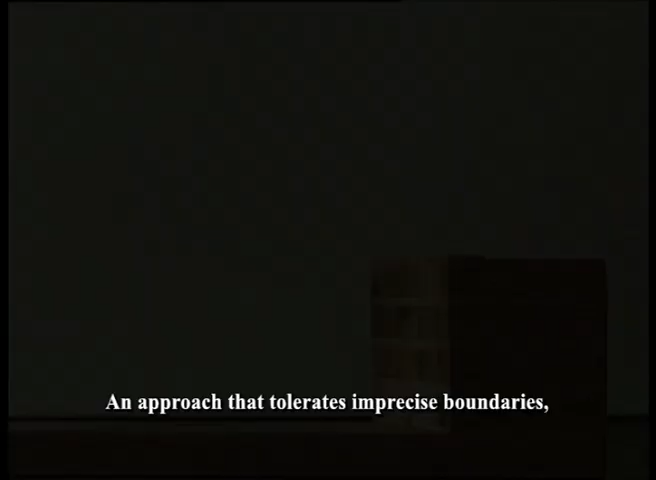 An approach that tolerates imprecise boundaries,